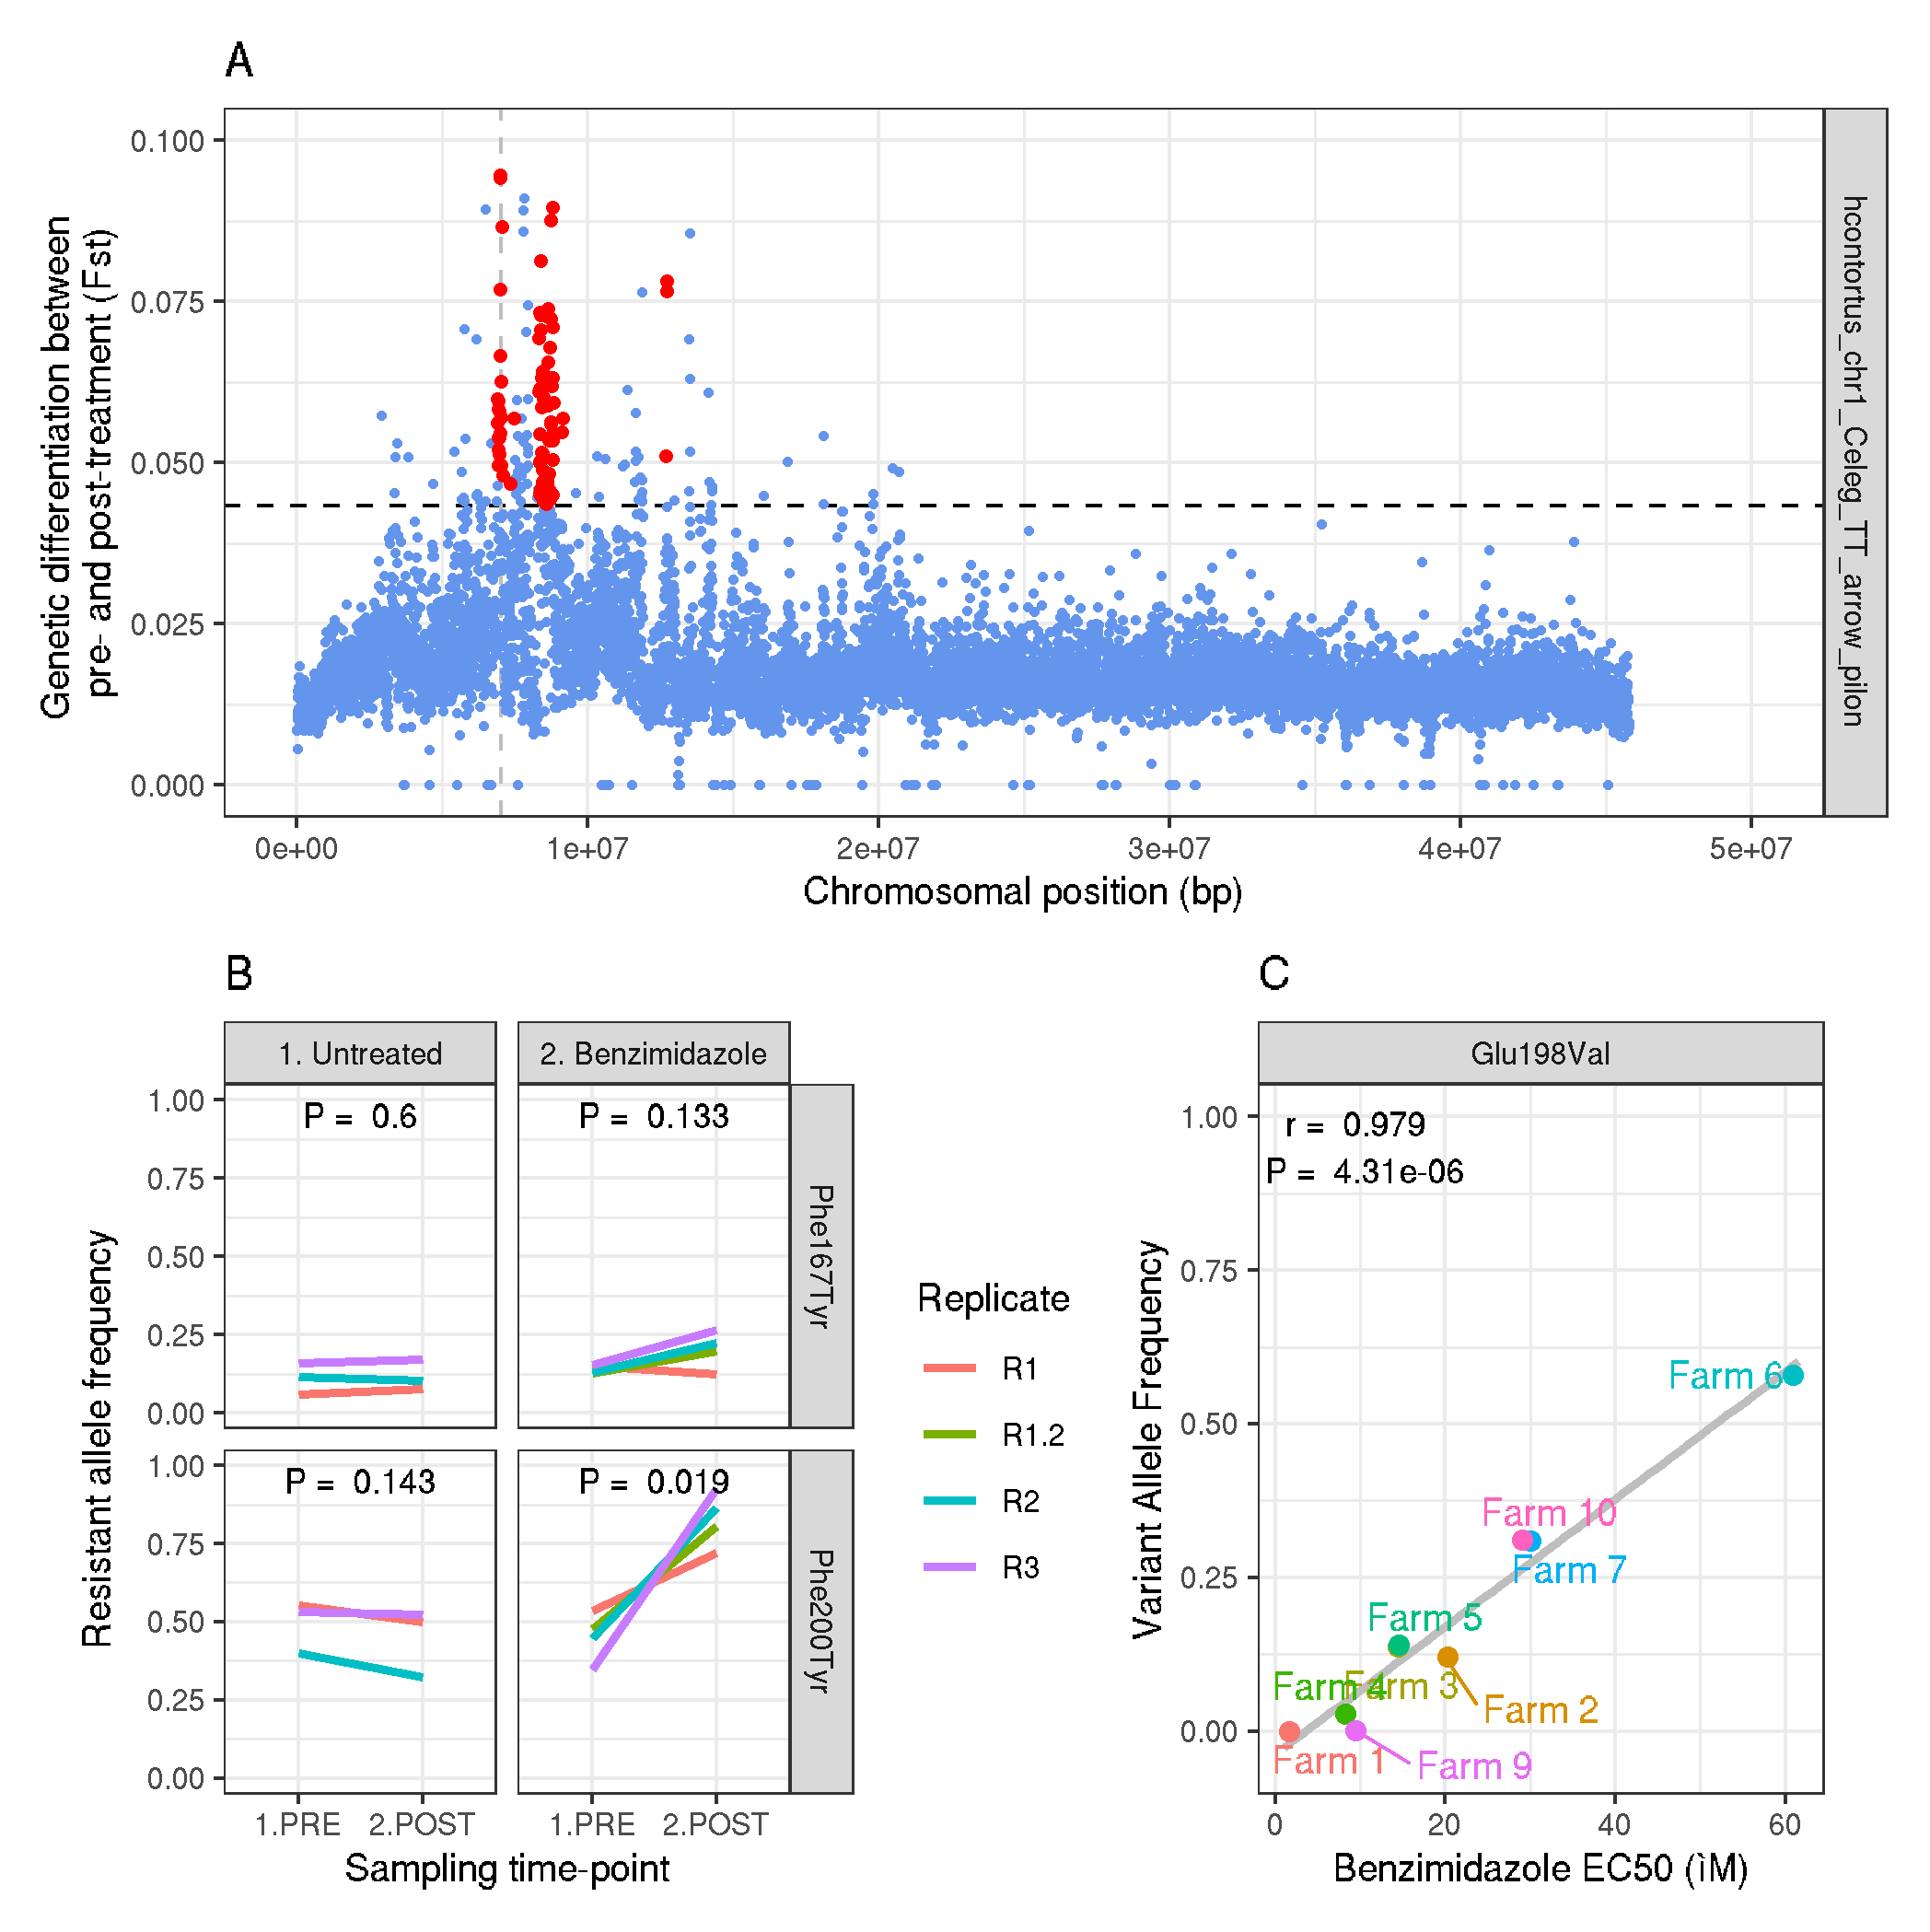 A
Genetic differentiation between
pre- and post-treatment (Fst)
0.100
0.075
0.050
0.025
0.000
hcontortus_chr1_Celeg_TT_arrow_pilon
0e+00 1e+07 2e+07 3e+07 4e+07 5e+07
Chromosomal position (bp)
B
1. Untreated
2. Benzimidazole
Resistant allele frequency
1.00
0.75
0.50
0.25
0.00
P = 0.6
P = 0.133
Phe167Tyr
1.00
0.75
0.50
0.25
0.00
P = 0.143
P = 0.019
Phe200Tyr
1.PRE 2.POST
1.PRE 2.POST
Sampling time-point
Replicate
R1
R1.2
R2
R3
C
Glu198Val
Variant Allele Frequency
1.00
0.75
0.50
0.25
0.00
r = 0.979
P = 4.31e-06
Farm 6
Farm 10
Farm 7
Farm 5
Farm 4
Farm 3
Farm 2
Farm 1
Farm 9
0 20 40 60
Benzimidazole EC50 (ìM)